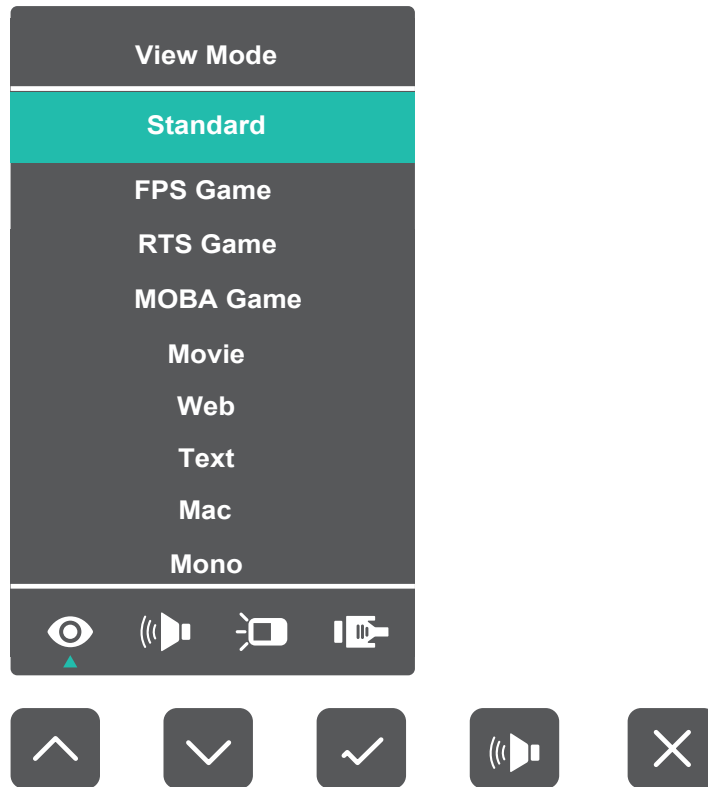 View Mode
Standard
FPS Game
RTS Game
MOBA Game
Movie
Web
Text
Mac
Mono